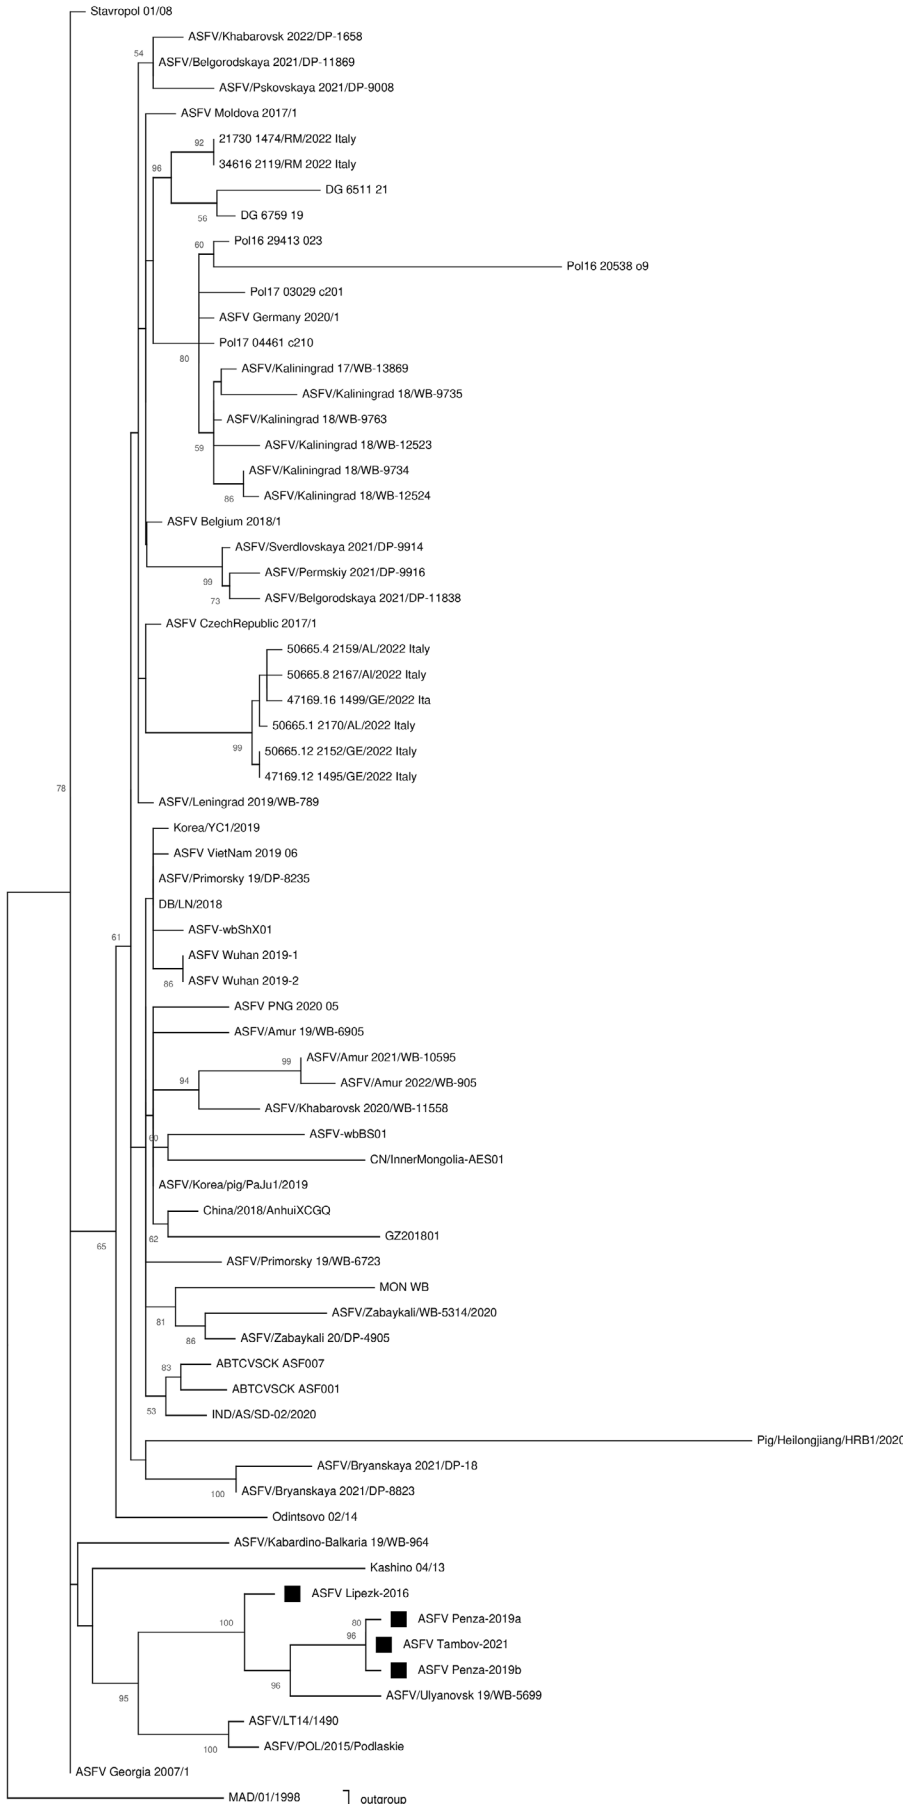 Stavropol 01/08
ASFV/Khabarovsk 2022/DP-1658
54
ASFV/Belgorodskaya 2021/DP-11869
ASFV/Pskovskaya 2021/DP-9008
ASFV Moldova 2017/1
21730 1474/RM/2022 Italy
92
34616 2119/RM 2022 Italy
96
DG 6511 21
DG 6759 19
56
Pol16 29413 023
60
Pol16 20538 o9
Pol17 03029 c201
ASFV Germany 2020/1
Pol17 04461 c210
80
ASFV/Kaliningrad 17/WB-13869
ASFV/Kaliningrad 18/WB-9735
ASFV/Kaliningrad 18/WB-9763
ASFV/Kaliningrad 18/WB-12523
59
ASFV/Kaliningrad 18/WB-9734
ASFV/Kaliningrad 18/WB-12524
86
ASFV Belgium 2018/1
ASFV/Sverdlovskaya 2021/DP-9914
ASFV/Permskiy 2021/DP-9916
99
ASFV/Belgorodskaya 2021/DP-11838
73
ASFV CzechRepublic 2017/1
50665.4 2159/AL/2022 Italy
50665.8 2167/Al/2022 Italy
47169.16 1499/GE/2022 Ita
50665.1 2170/AL/2022 Italy
99
50665.12 2152/GE/2022 Italy
47169.12 1495/GE/2022 Italy
78
ASFV/Leningrad 2019/WB-789
Korea/YC1/2019
ASFV VietNam 2019 06
ASFV/Primorsky 19/DP-8235
DB/LN/2018
ASFV-wbShX01
61
ASFV Wuhan 2019-1
ASFV Wuhan 2019-2
86
ASFV PNG 2020 05
ASFV/Amur 19/WB-6905
ASFV/Amur 2021/WB-10595
99
ASFV/Amur 2022/WB-905
94
ASFV/Khabarovsk 2020/WB-11558
ASFV-wbBS01
60
CN/InnerMongolia-AES01
ASFV/Korea/pig/PaJu1/2019
China/2018/AnhuiXCGQ
GZ201801
62
65
ASFV/Primorsky 19/WB-6723
MON WB
ASFV/Zabaykali/WB-5314/2020
81
ASFV/Zabaykali 20/DP-4905
86
ABTCVSCK ASF007
83
ABTCVSCK ASF001
IND/AS/SD-02/2020
53
Pig/Heilongjiang/HRB1/2020
ASFV/Bryanskaya 2021/DP-18
ASFV/Bryanskaya 2021/DP-8823
100
Odintsovo 02/14
ASFV/Kabardino-Balkaria 19/WB-964
Kashino 04/13
ASFV Lipezk-2016
ASFV Penza-2019a
100
80
96
ASFV Tambov-2021
ASFV Penza-2019b
96
ASFV/Ulyanovsk 19/WB-5699
95
ASFV/LT14/1490
ASFV/POL/2015/Podlaskie
100
ASFV Georgia 2007/1
MAD/01/1998
outgroup